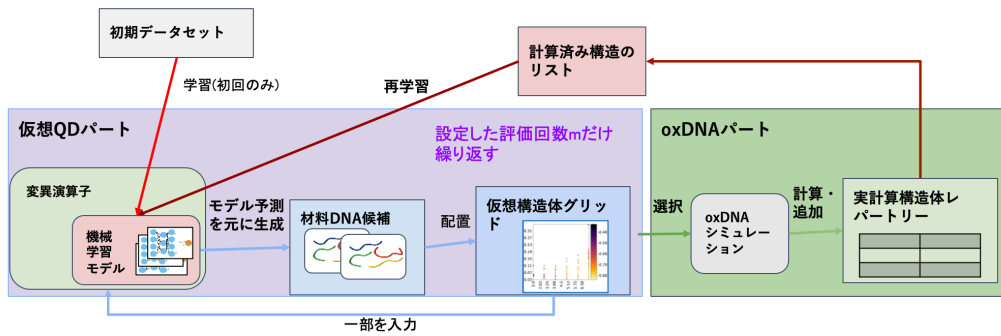 初期データセット
計算済み構造の
リスト
学習(初回のみ)
再学習
仮想QDパート
設定した評価回数mだけ
繰り返す
oxDNAパート
変異演算子
機械
学習
モデル
モデル予測
を元に生成
材料DNA候補
配置
仮想構造体グリッ
ド
選択
oxDNA
シミュレー
ション
計算・
追加
実計算構造体レ
パートリー
一部を入力